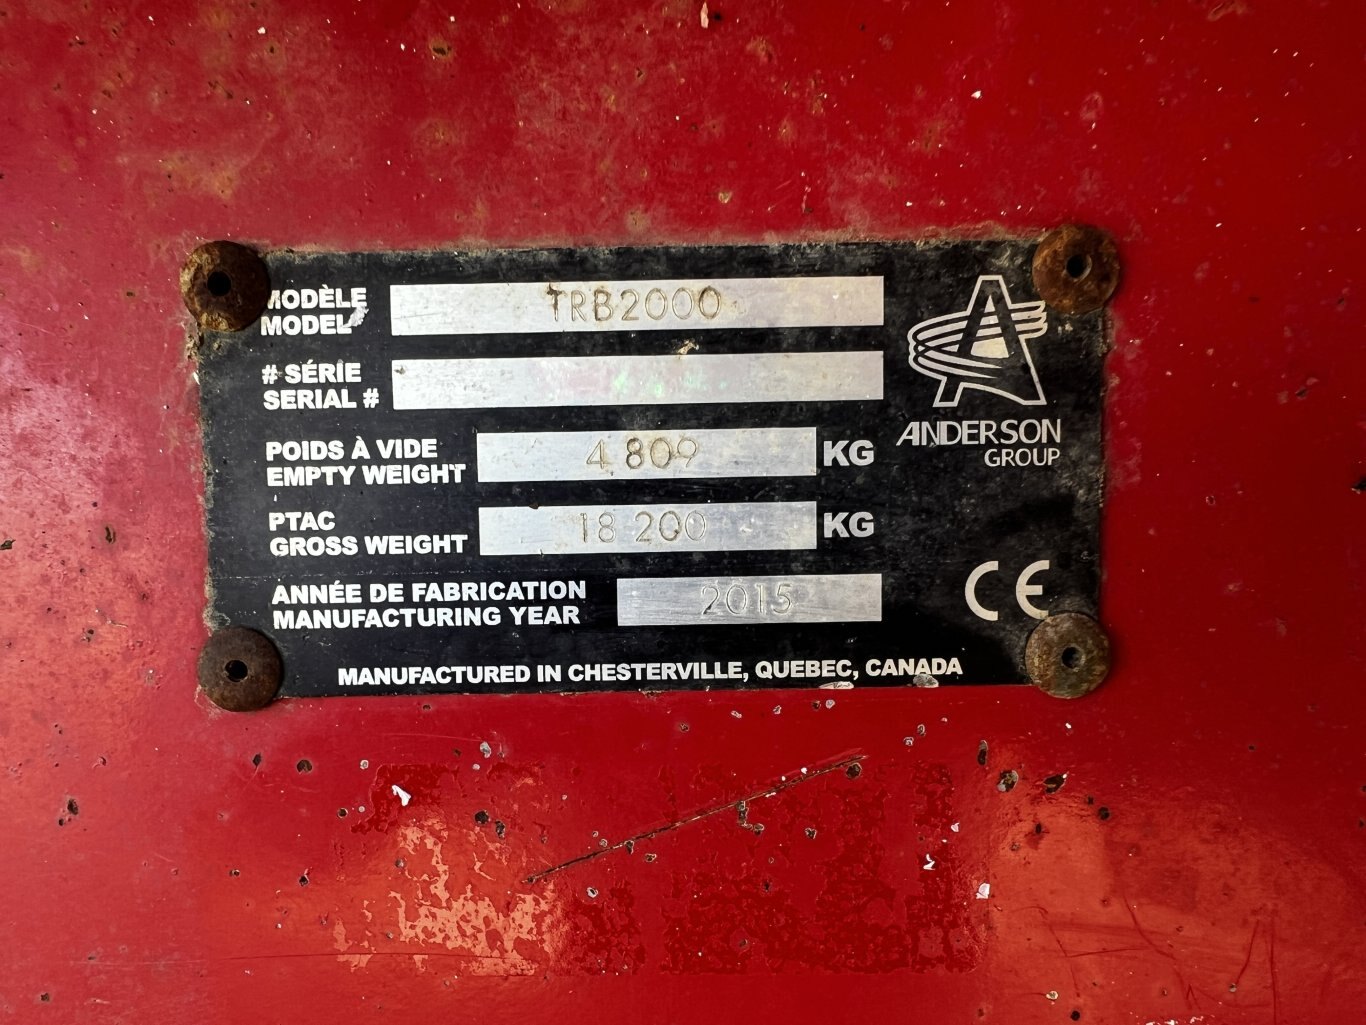 MODÈLE
MODEL
TRB2000
# SÉRIE
SERIAL #
POIDS À VIDE
EMPTY WEIGHT
4 809
KG
PTAC
GROSS WEIGHT
18 200
KG
ANNÉE DE FABRICATION
MANUFACTURING YEAR
2015
ANDERSON
GROUP
CE
MANUFACTURED IN CHESTERVILLE, QUEBEC, CANADA